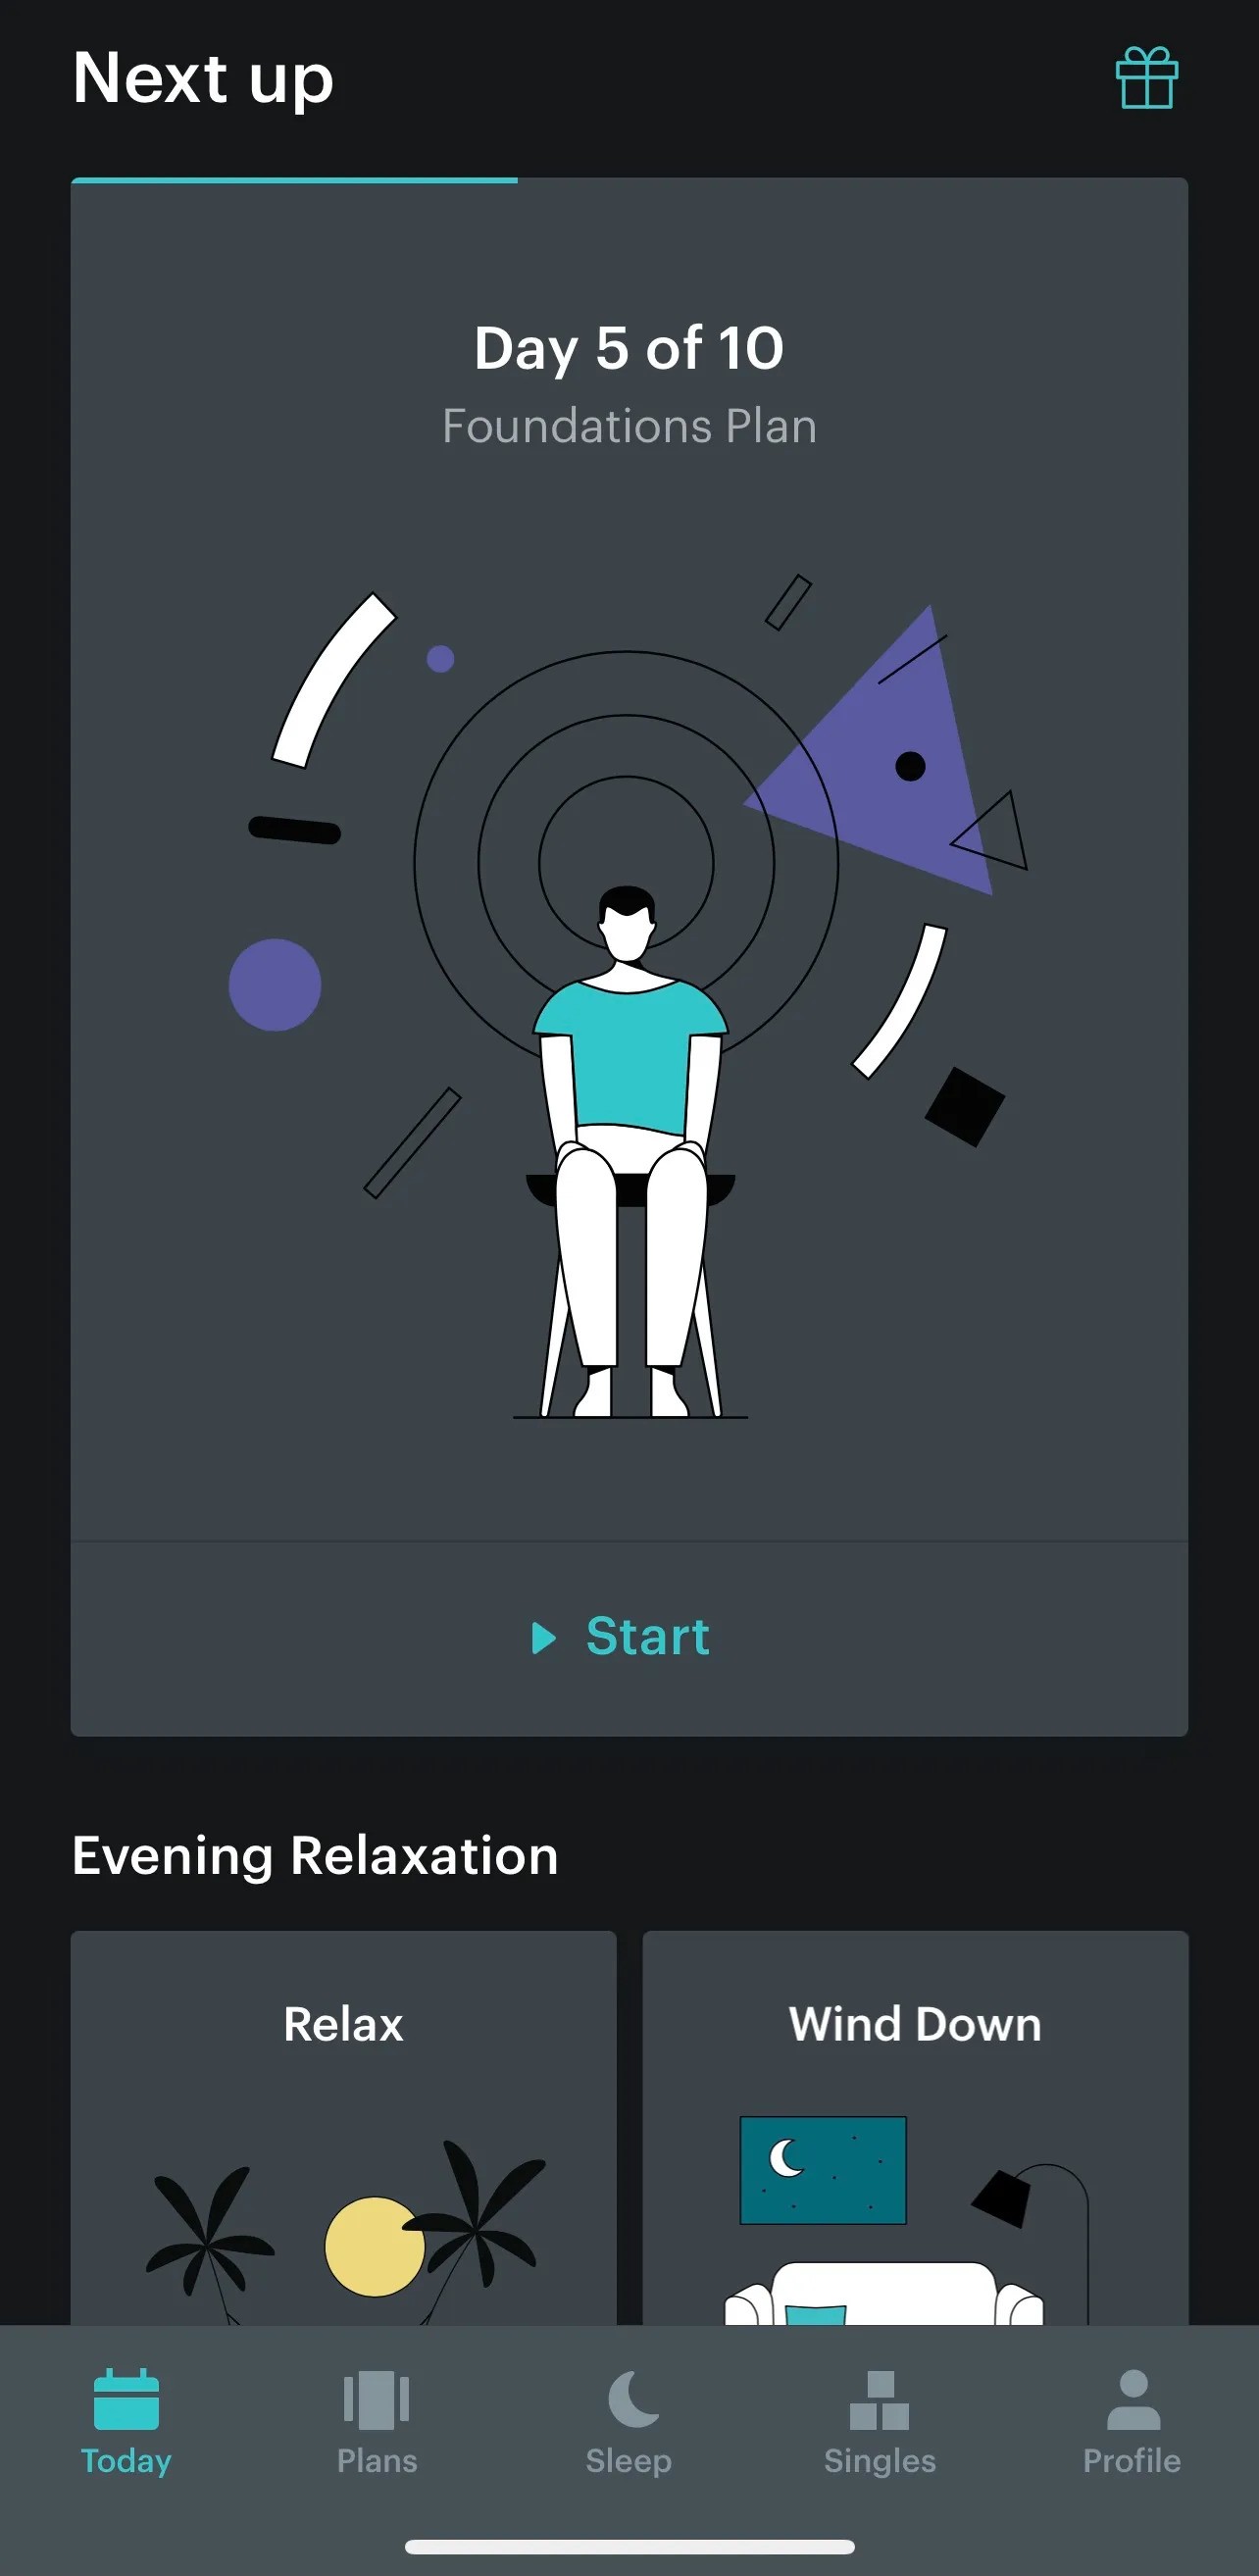 Next up
Day 5 of 10
Foundations Plan
Start
Evening Relaxation
Relax
Wind Down
Today
Plans
Sleep
Singles
Profile